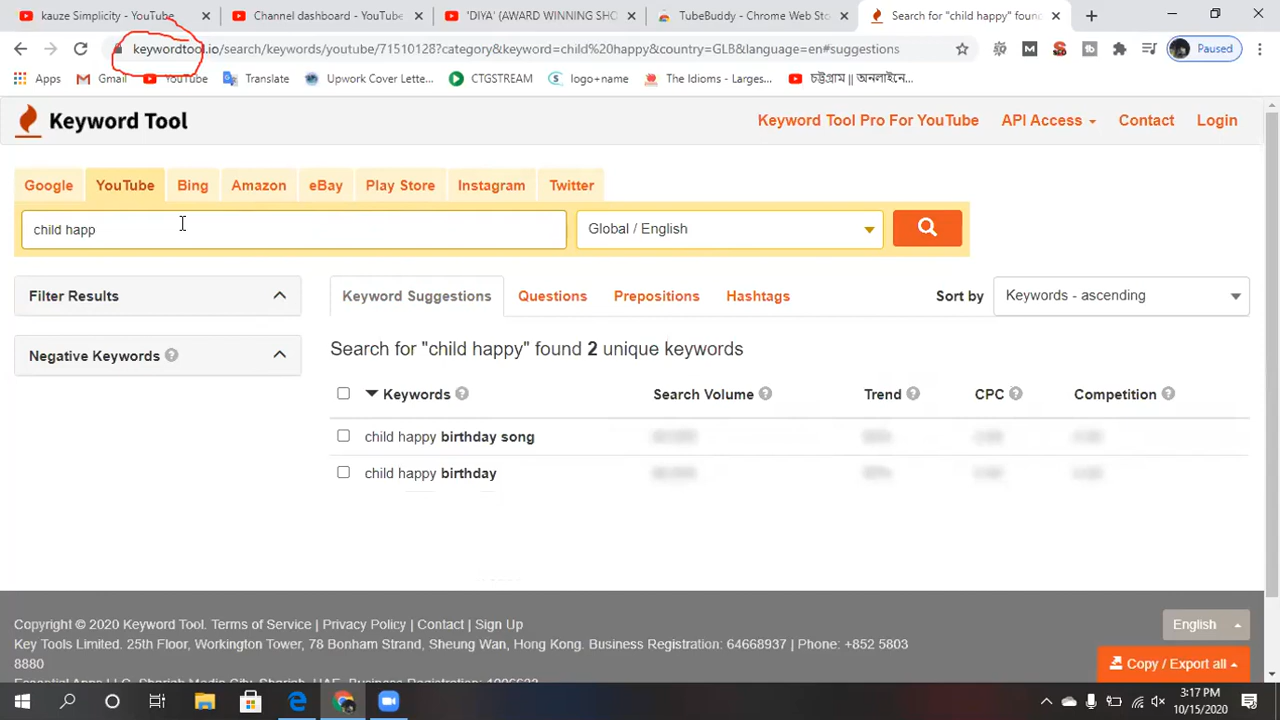 kauze Simplicity - YouTube
Channel dashboard - YouTube
'DIYA' (AWARD WINNING SHO
TubeBuddy - Chrome Web Sto
Search for "child happy" foun
keywordtool.io/search/keywords/youtube/71510128?category&keyword=child%20happy&country=GLB&language=en#suggestions
Paused
Apps
Gmail
YouTube
Translate
Upwork Cover Letter...
CTGSTREAM
logo+name
The Idioms - Larges...
চট্টগ্রাম || অনলাইনে...
Keyword Tool
Keyword Tool Pro For YouTube
API Access
Contact
Login
Google
YouTube
Bing
Amazon
eBay
Play Store
Instagram
Twitter
child happ
Global / English
Filter Results
Keyword Suggestions
Questions
Prepositions
Hashtags
Sort by
Keywords - ascending
Negative Keywords
Search for "child happy" found 2 unique keywords
Keywords
Search Volume
Trend
CPC
Competition
child happy birthday song
child happy birthday
Copyright © 2020 Keyword Tool. Terms of Service | Privacy Policy | Contact | Sign Up
Key Tools Limited. 25th Floor, Workington Tower, 78 Bonham Strand, Sheung Wan, Hong Kong. Business Registration: 64668937 | Phone: +852 5803
8880
English
Copy / Export all
3:17 PM
10/15/2020